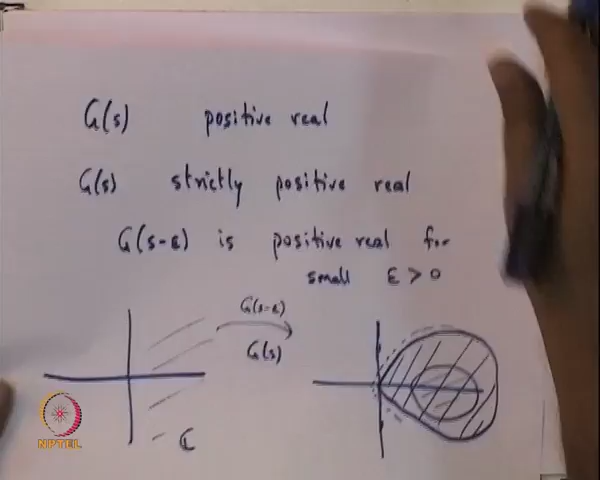 G(s) positive real
G(s) strictly positive real
G(s-ε) is positive real for
small ε > 0
G(s-ε)
G(s)
ℂ
NPTEL